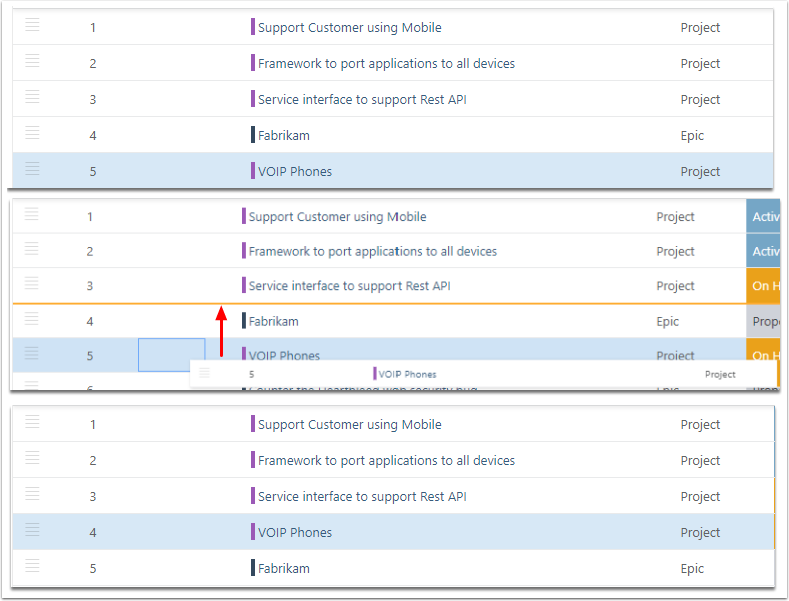 1 Support Customer using Mobile Project
2 Framework to port applications to all devices Project
3 Service interface to support Rest API Project
4 Fabrikam Epic
5 VOIP Phones Project
1 Support Customer using Mobile Project Activ
2 Framework to port applications to all devices Project Activ
3 Service interface to support Rest API Project On H
4 Fabrikam Epic Prop
5 VOIP Phones Project On H
5 VOIP Phones Project
1 Support Customer using Mobile Project
2 Framework to port applications to all devices Project
3 Service interface to support Rest API Project
4 VOIP Phones Project
5 Fabrikam Epic